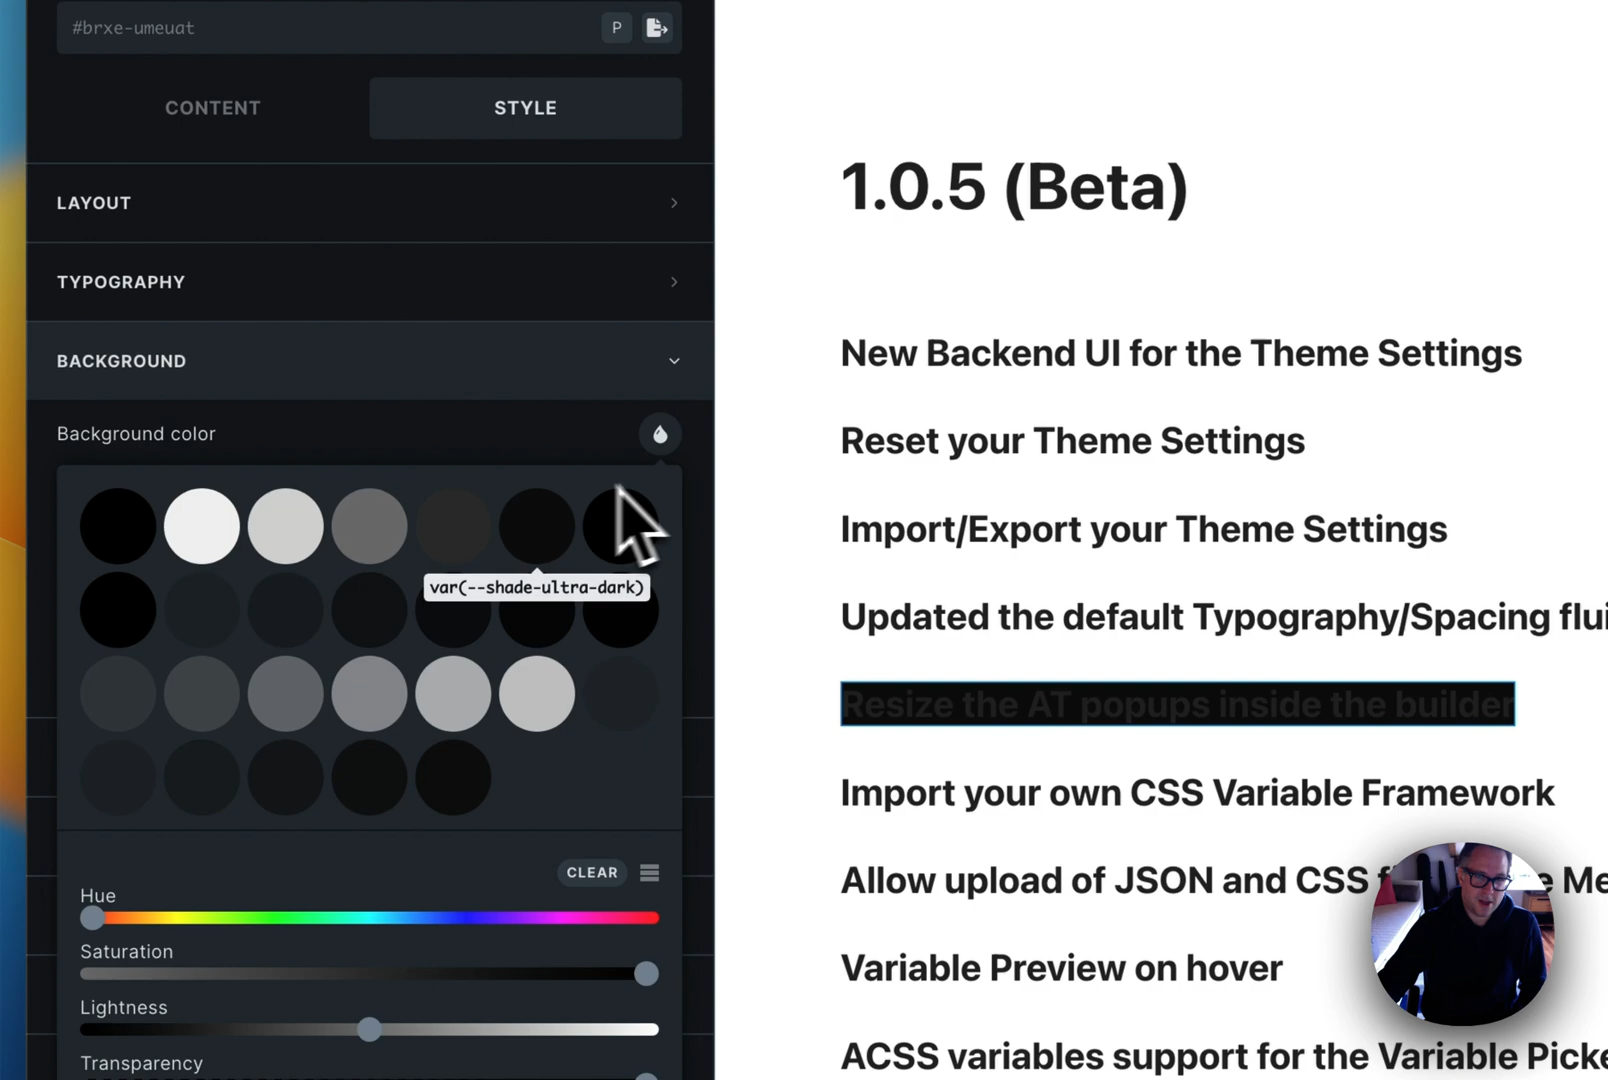 #brxe-umeuat
P
CONTENT
STYLE
LAYOUT
TYPOGRAPHY
BACKGROUND
Background color
var(--shade-ultra-dark)
CLEAR
Hue
Saturation
Lightness
Transparency
1.0.5 (Beta)
New Backend UI for the Theme Settings
Reset your Theme Settings
Import/Export your Theme Settings
Updated the default Typography/Spacing flui
Resize the AT popups inside the builder
Import your own CSS Variable Framework
Allow upload of JSON and CSS f e Me
Variable Preview on hover
ACSS variables support for the Variable Picke